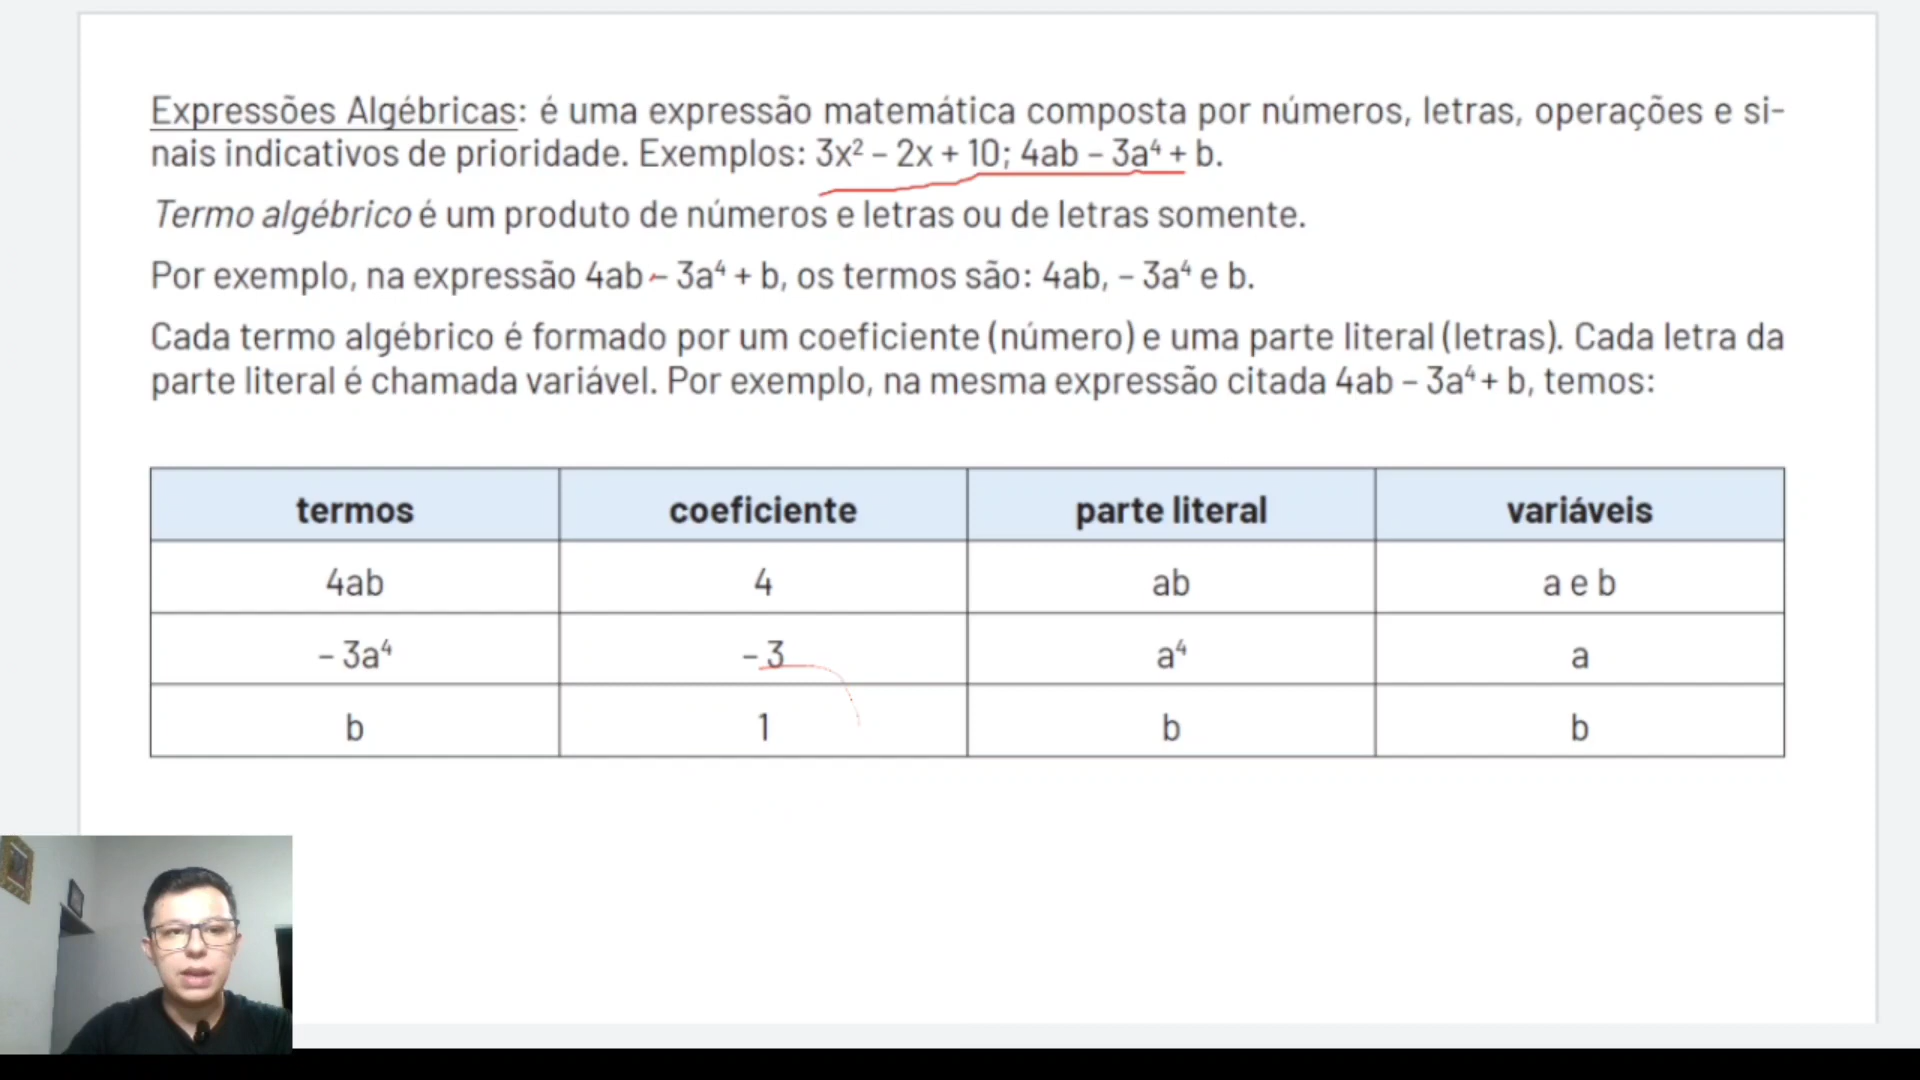 Expressões Algébricas: é uma expressão matemática composta por números, letras, operações e si-
nais indicativos de prioridade. Exemplos: 3x² – 2x + 10; 4ab – 3a⁴ + b.
Termo algébrico é um produto de números e letras ou de letras somente.
Por exemplo, na expressão 4ab – 3a⁴ + b, os termos são: 4ab, – 3a⁴ e b.
Cada termo algébrico é formado por um coeficiente (número) e uma parte literal (letras). Cada letra da
parte literal é chamada variável. Por exemplo, na mesma expressão citada 4ab – 3a⁴ + b, temos:
termos coeficiente parte literal variáveis
4ab 4 ab a e b
– 3a⁴ – 3 a⁴ a
b 1 b b